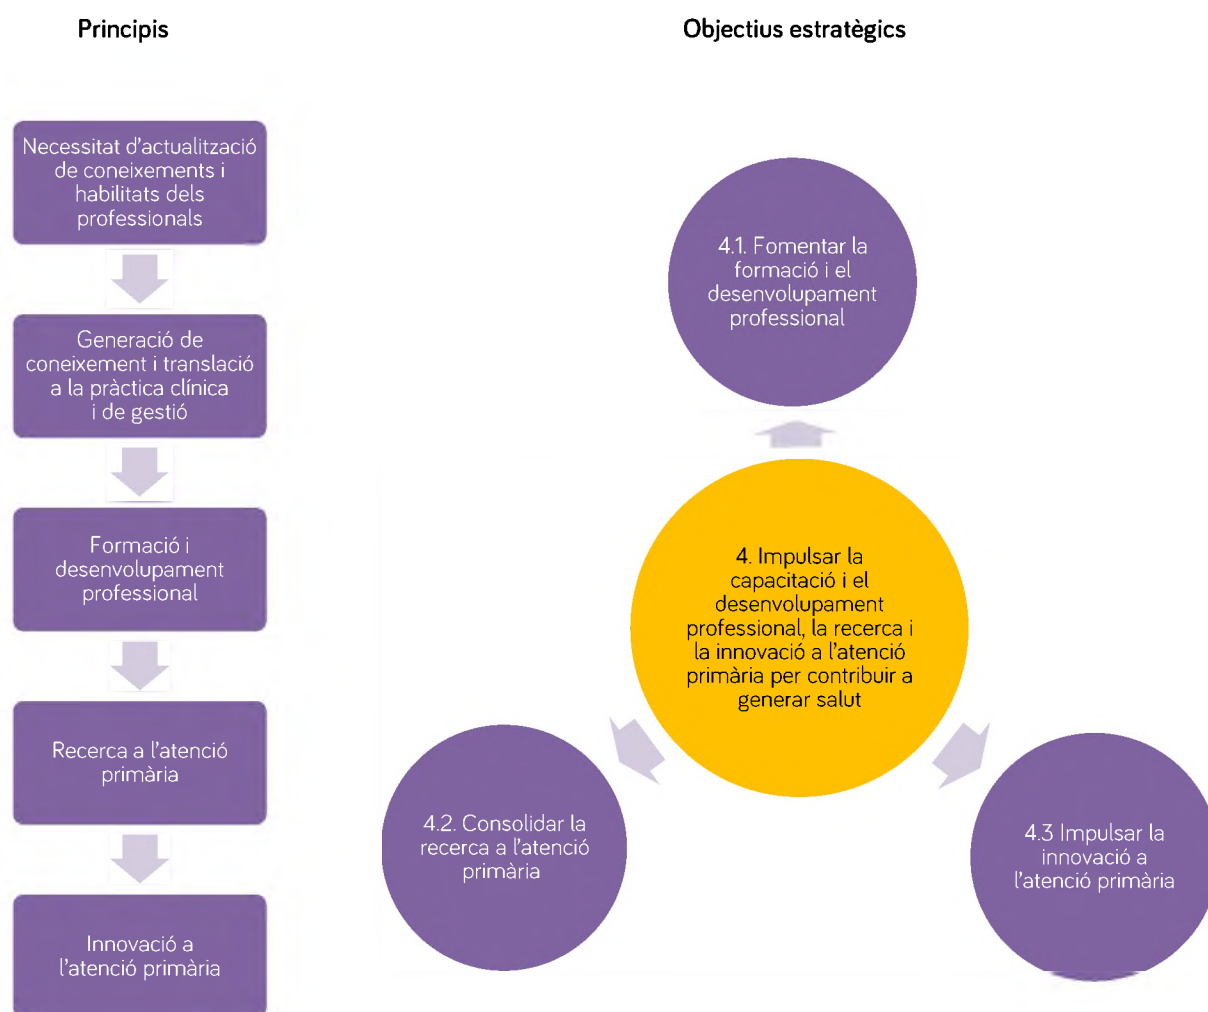 Principis
Necessitat d'actualització
de coneixements i
habilitats dels
professionals
Generació de
coneixement i translació
a la pràctica clínica
i de gestió
Formació i
desenvolupament
professional
Recerca a l'atenció
primària
Innovació a
l'atenció primària
Objectius estratègics
4.1. Fomentar la
formació i el
desenvolupament
professional
4. Impulsar la
capacitació i el
desenvolupament
professional, la recerca i
la innovació a l'atenció
primària per contribuir a
generar salut
4.2. Consolidar la
recerca a l'atenció
primària
4.3 Impulsar la
innovació a
l'atenció primària